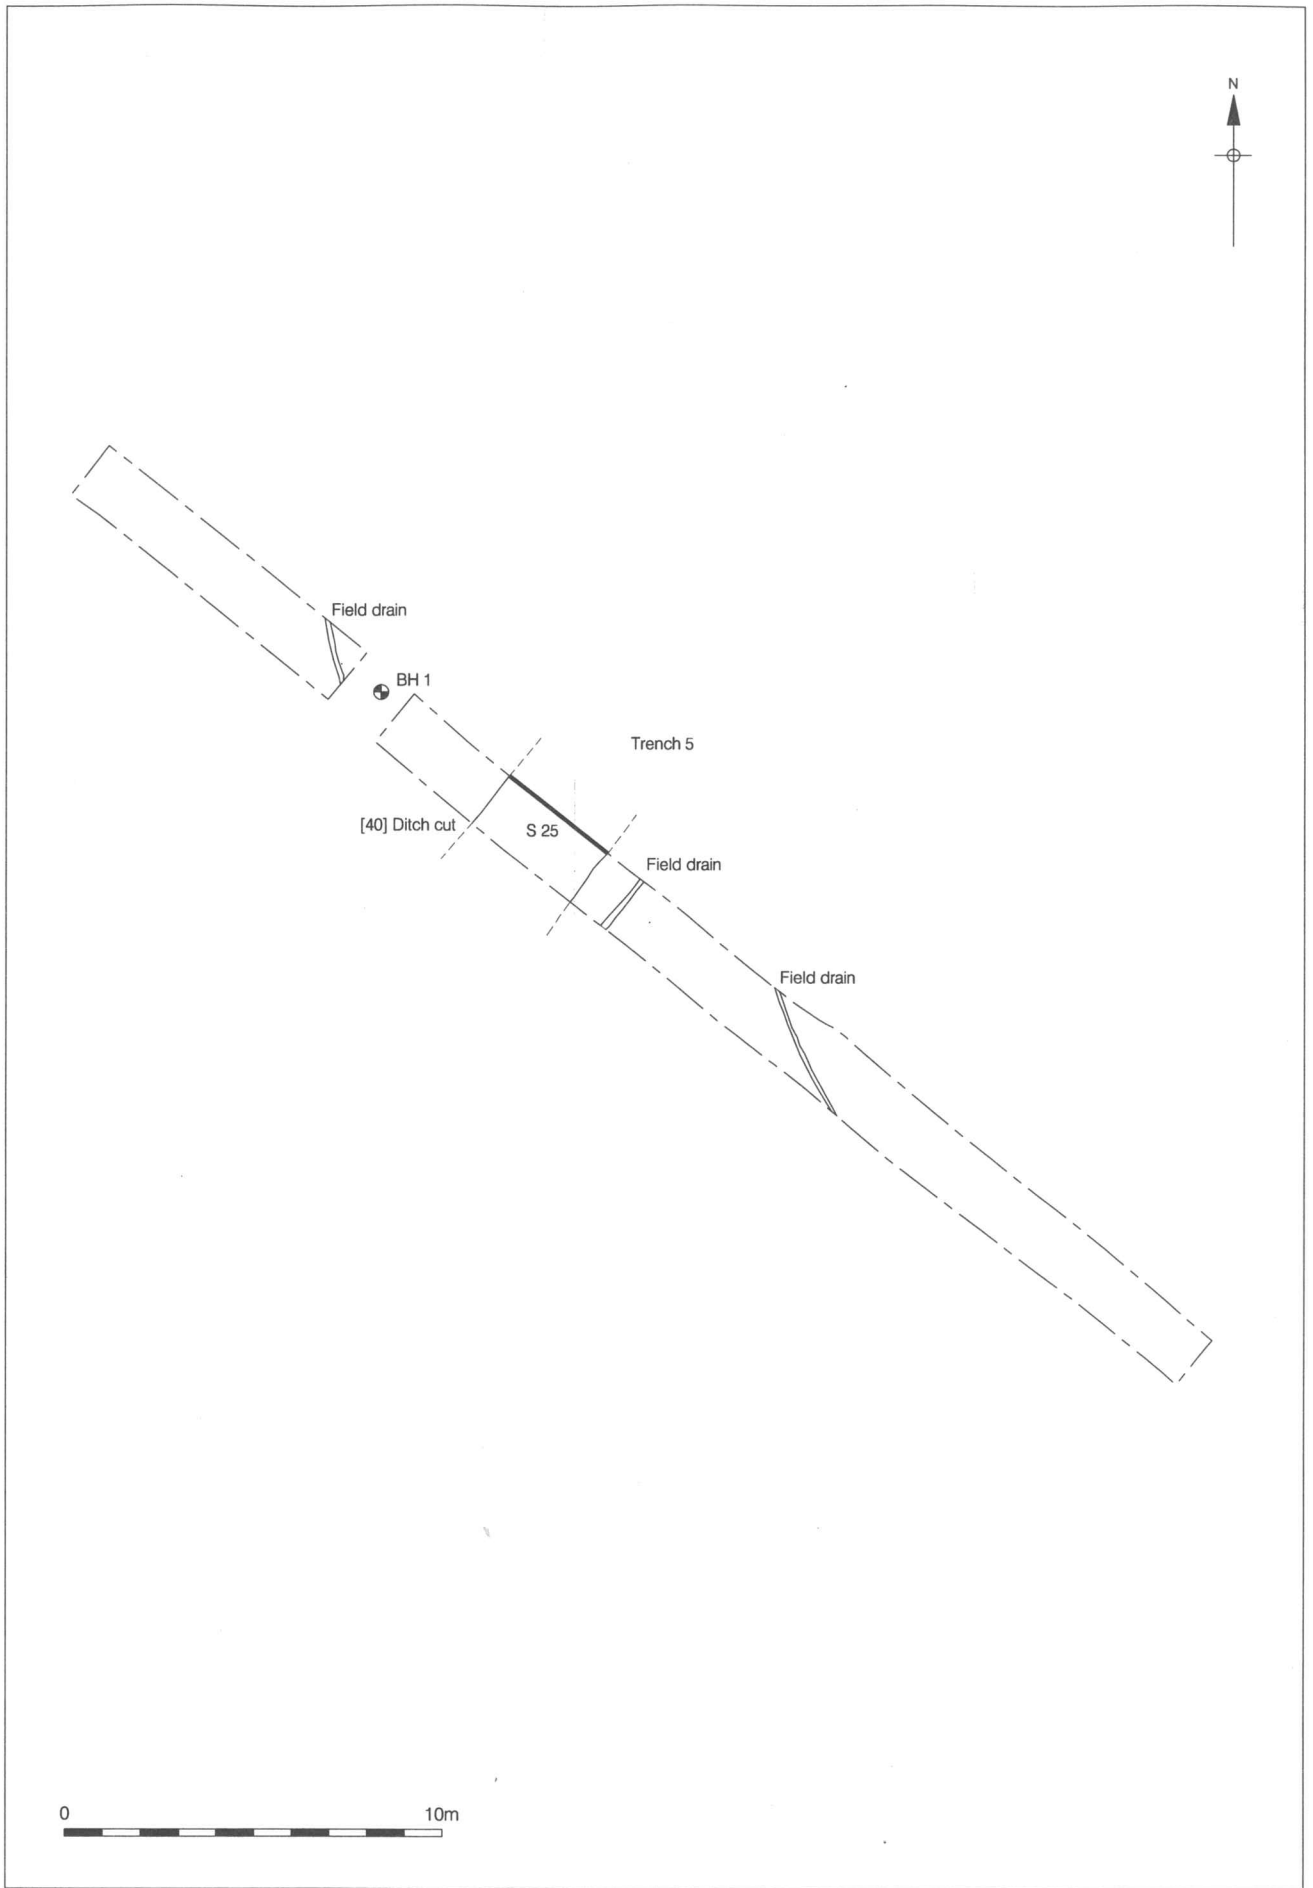 N
Field drain
BH 1
Trench 5
[40] Ditch cut
S 25
Field drain
Field drain
0 10m